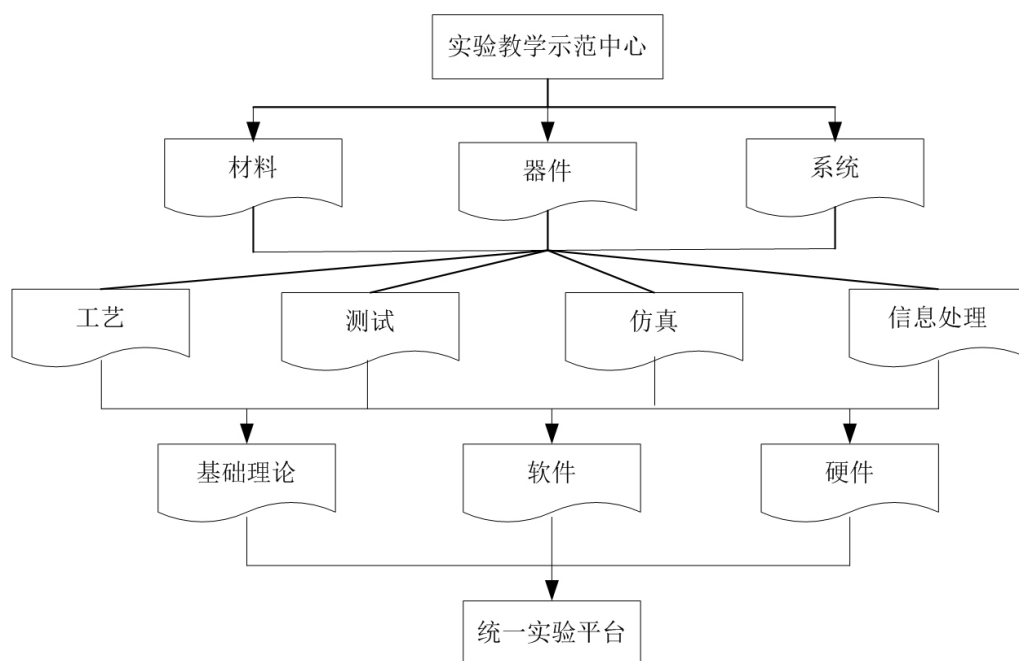 实验教学示范中心
材料
器件
系统
工艺
测试
仿真
信息处理
基础理论
软件
硬件
统一实验平台